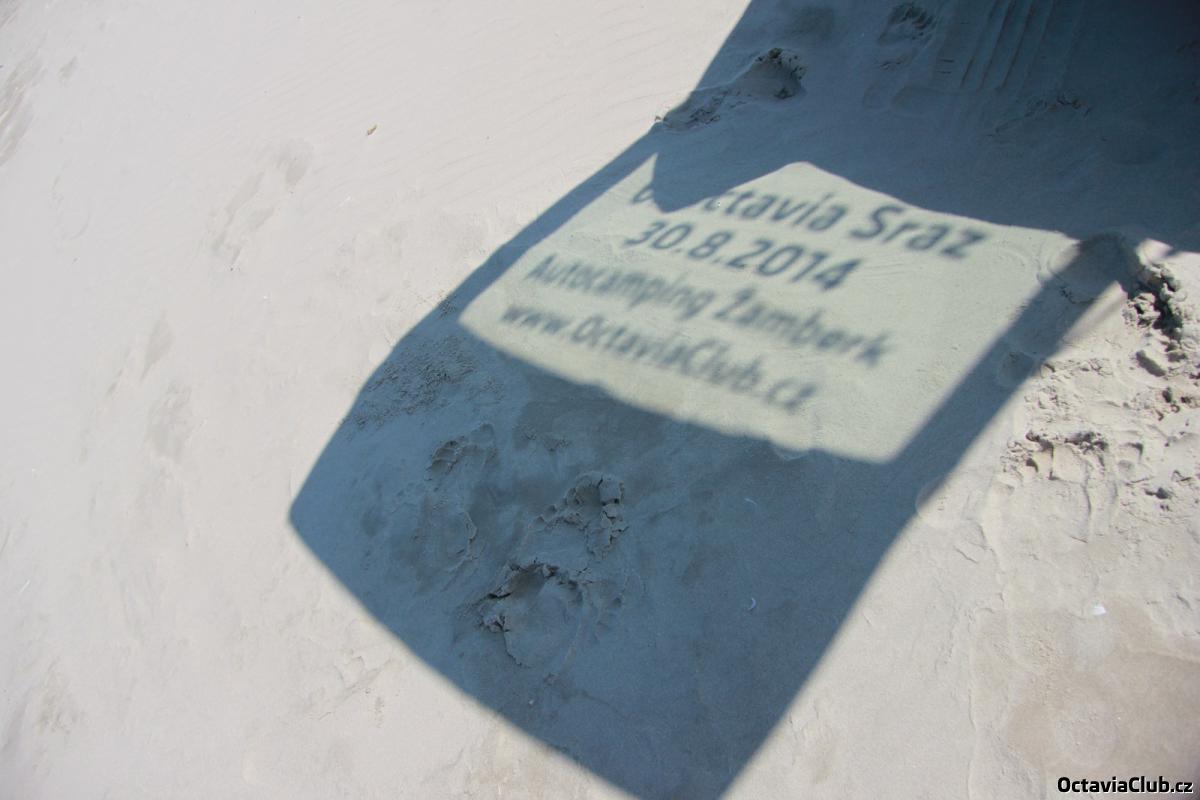 Octavia Sraz
30.8.2014
Autocamping Žamberk
www.OctaviaClub.cz
OctaviaClub.cz